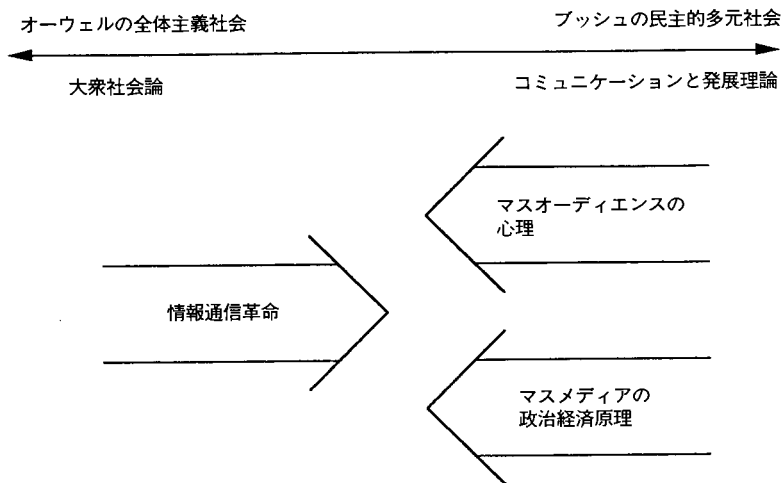 オーウェルの全体主義社会
ブッシュの民主的多元社会
大衆社会論
コミュニケーションと発展理論
マスオーディエンスの
心理
情報通信革命
マスメディアの
政治経済原理